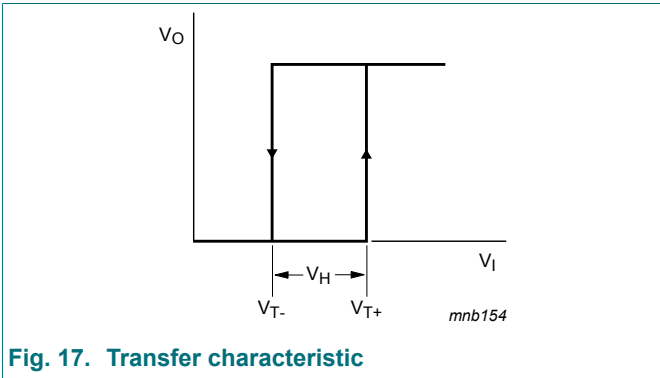 VO
VI
VH
VT-
VT+
mnb154
Fig. 17. Transfer characteristic